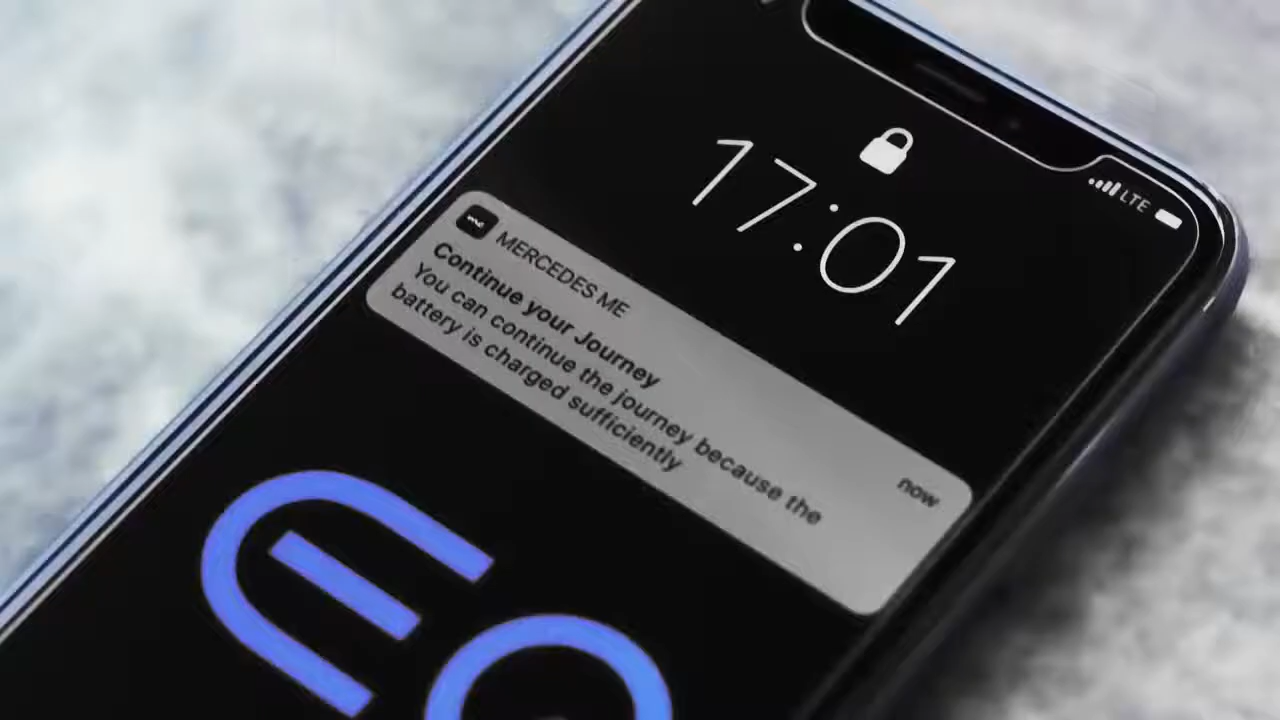 LTE
17:01
MERCEDES ME
now
Continue your Journey
You can continue the journey because the
battery is charged sufficiently
EQ